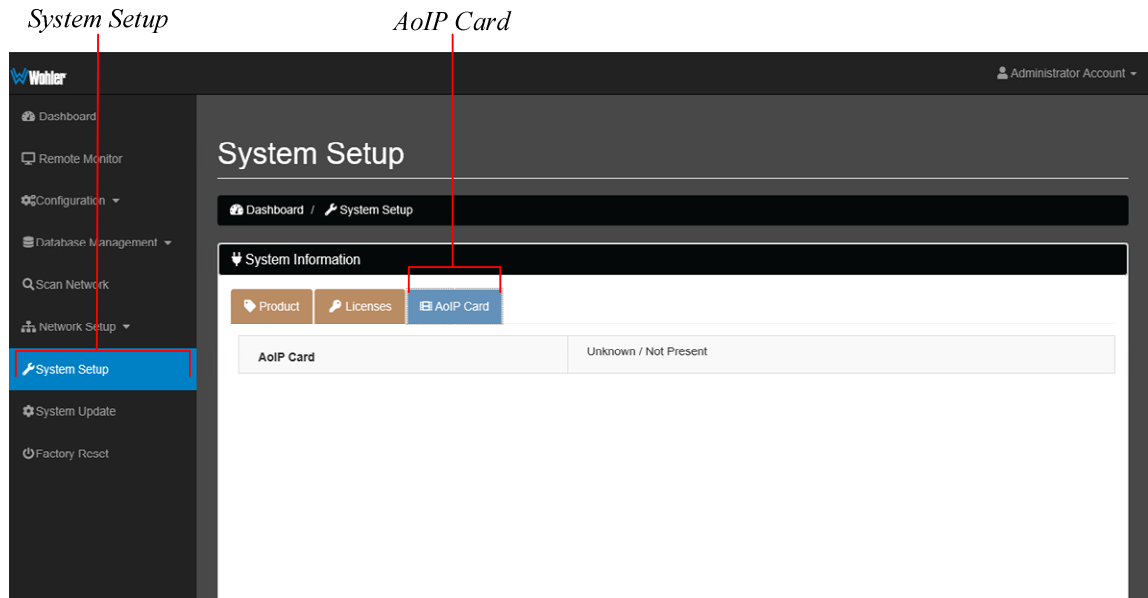 System Setup
AoIP Card
Wohler
Administrator Account
Dashboard
Remote Monitor
Configuration
Database Management
Scan Network
Network Setup
System Setup
System Update
Factory Reset
System Setup
Dashboard / System Setup
System Information
Product Licenses AoIP Card
AoIP Card Unknown / Not Present